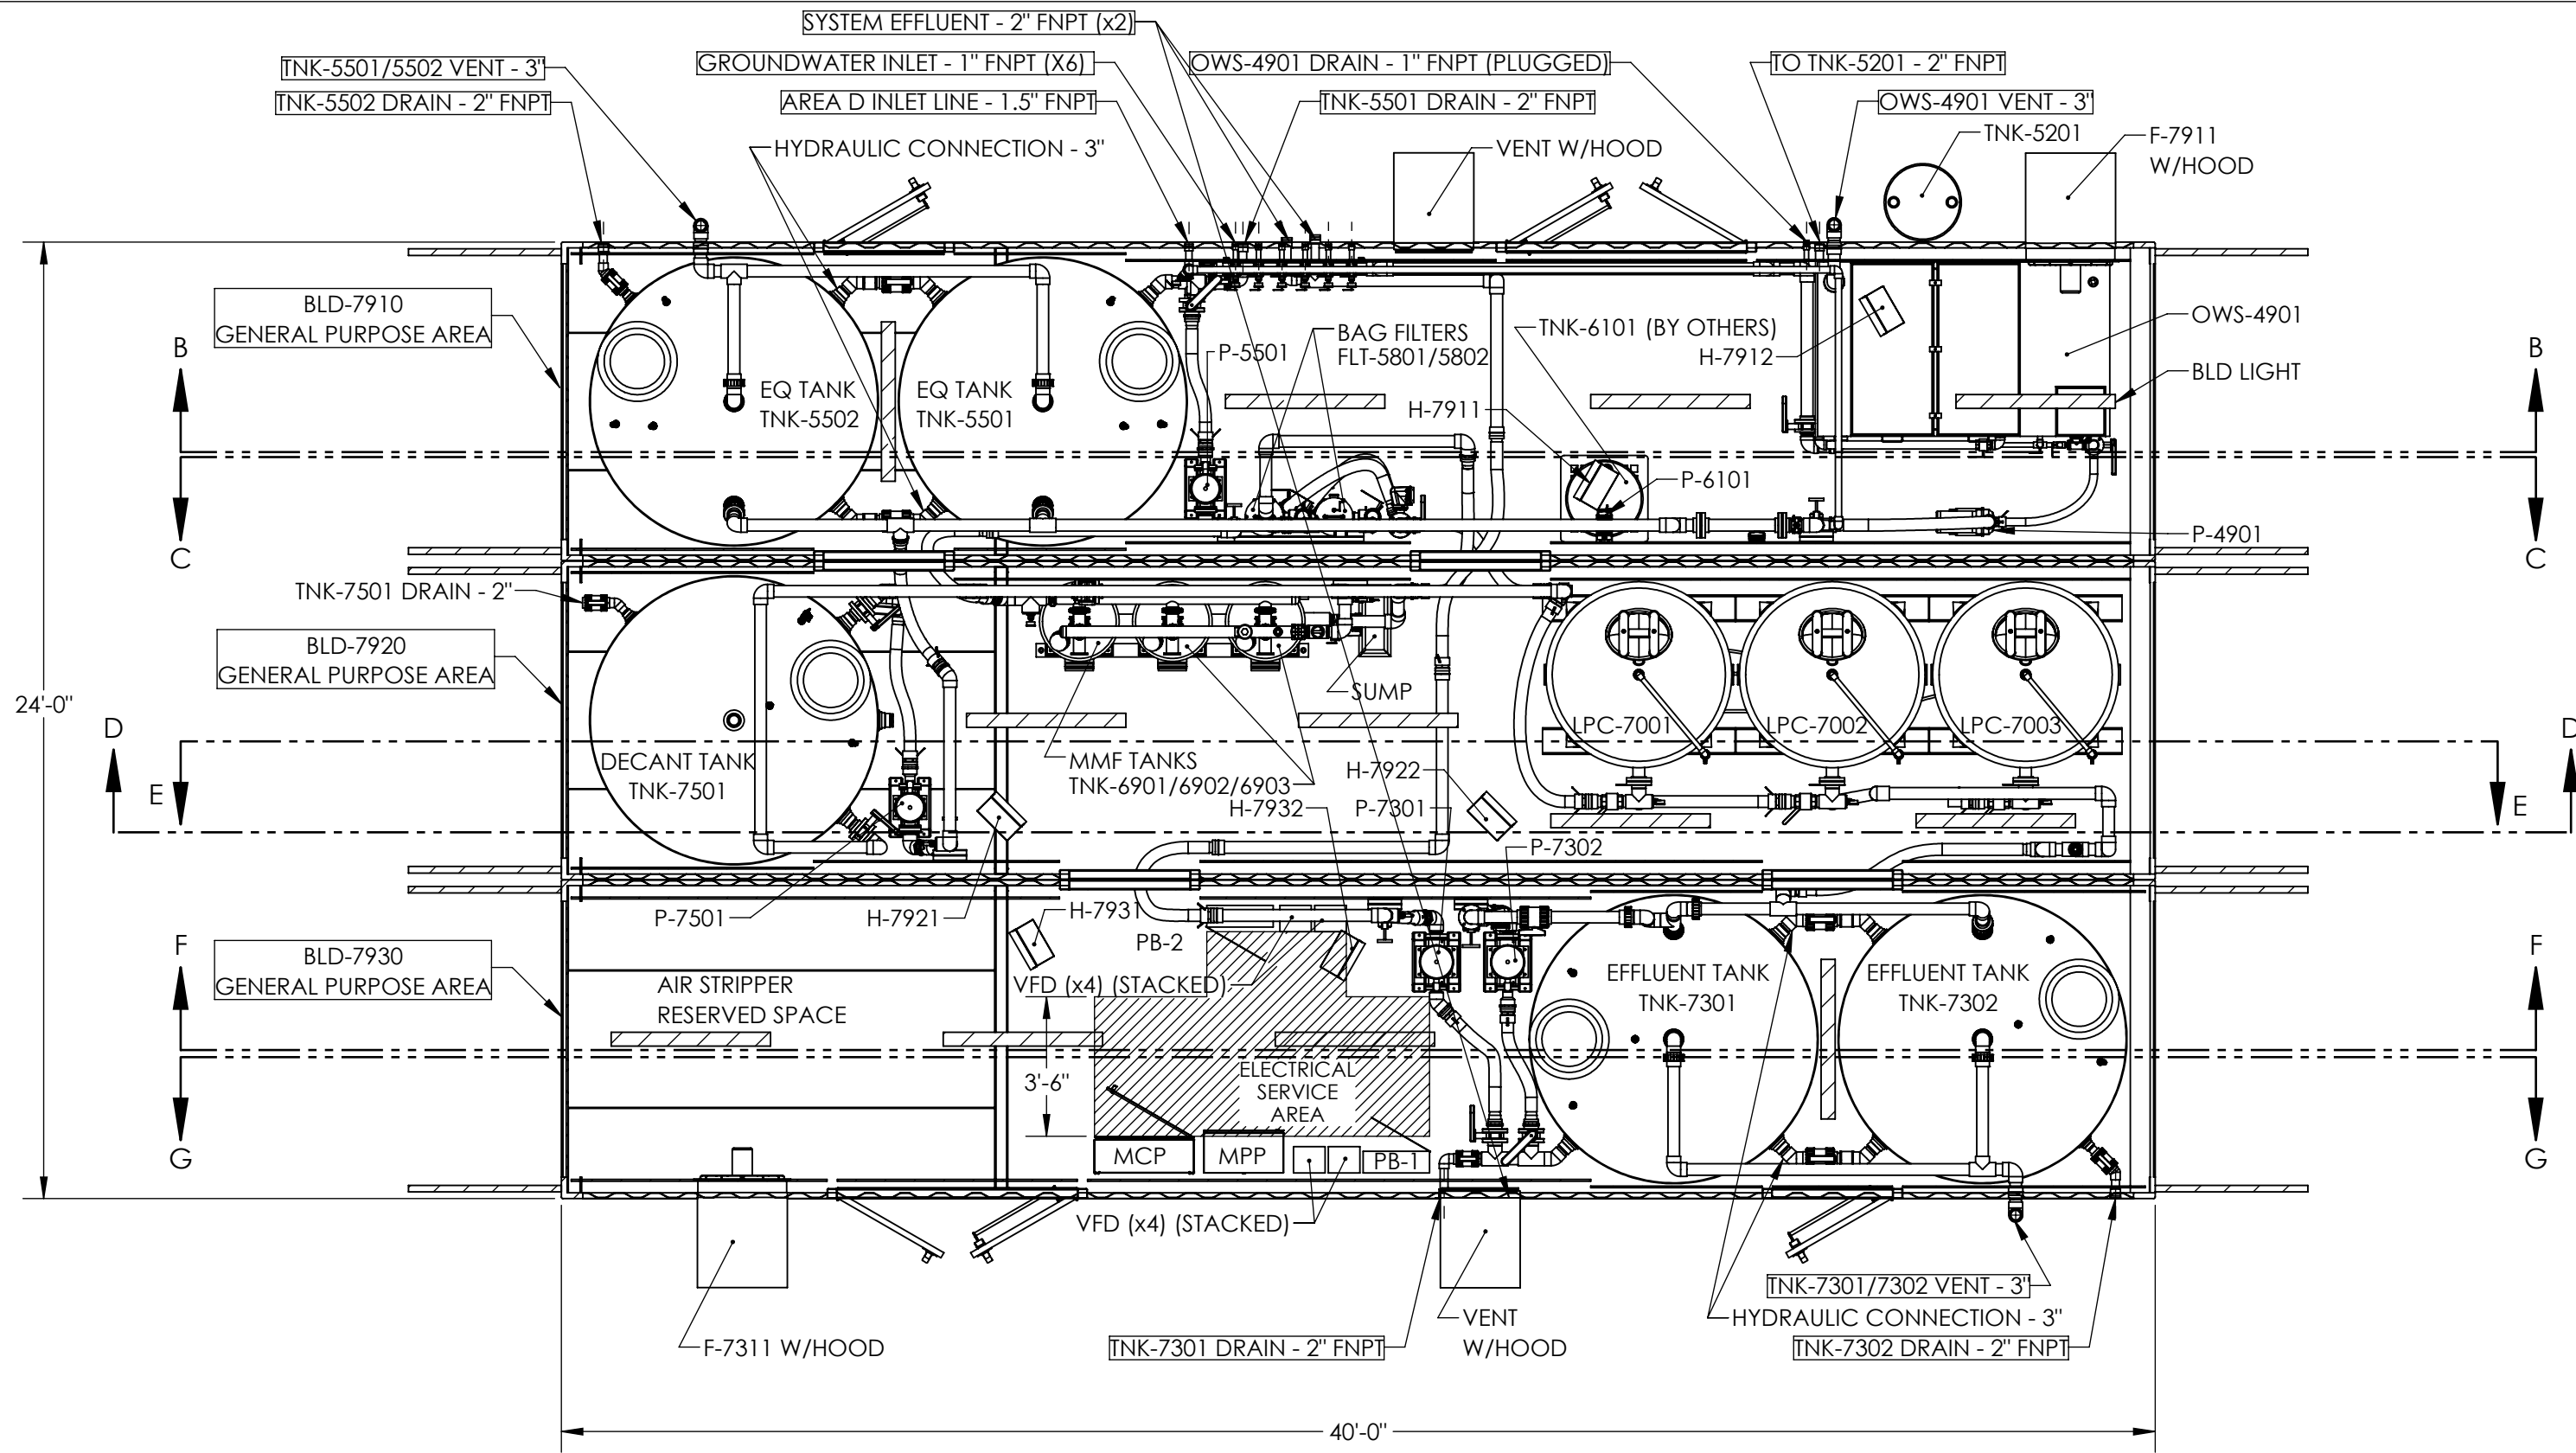 SYSTEM EFFLUENT - 2" FNPT (x2)
TNK-5501/5502 VENT - 3"
GROUNDWATER INLET - 1" FNPT (X6)
OWS-4901 DRAIN - 1" FNPT (PLUGGED)
TO TNK-5201 - 2" FNPT
TNK-5502 DRAIN - 2" FNPT
AREA D INLET LINE - 1.5" FNPT
TNK-5501 DRAIN - 2" FNPT
OWS-4901 VENT - 3"
HYDRAULIC CONNECTION - 3"
VENT W/HOOD
TNK-5201
F-7911
W/HOOD
BLD-7910
GENERAL PURPOSE AREA
B
C
EQ TANK
TNK-5502
EQ TANK
TNK-5501
P-5501
BAG FILTERS
FLT-5801/5802
TNK-6101 (BY OTHERS)
H-7912
H-7911
P-6101
OWS-4901
BLD LIGHT
P-4901
B
C
TNK-7501 DRAIN - 2"
BLD-7920
GENERAL PURPOSE AREA
24'-0"
D
E
DECANT TANK
TNK-7501
SUMP
MMF TANKS
TNK-6901/6902/6903
H-7922
H-7932
P-7301
P-7302
LPC-7001
LPC-7002
LPC-7003
D
E
P-7501
H-7921
H-7931
PB-2
BLD-7930
GENERAL PURPOSE AREA
F
G
AIR STRIPPER
RESERVED SPACE
VFD (x4) (STACKED)
3'-6"
ELECTRICAL
SERVICE
AREA
EFFLUENT TANK
TNK-7301
EFFLUENT TANK
TNK-7302
F
G
MCP
MPP
PB-1
VFD (x4) (STACKED)
TNK-7301/7302 VENT - 3"
VENT
W/HOOD
HYDRAULIC CONNECTION - 3"
F-7311 W/HOOD
TNK-7301 DRAIN - 2" FNPT
TNK-7302 DRAIN - 2" FNPT
40'-0"